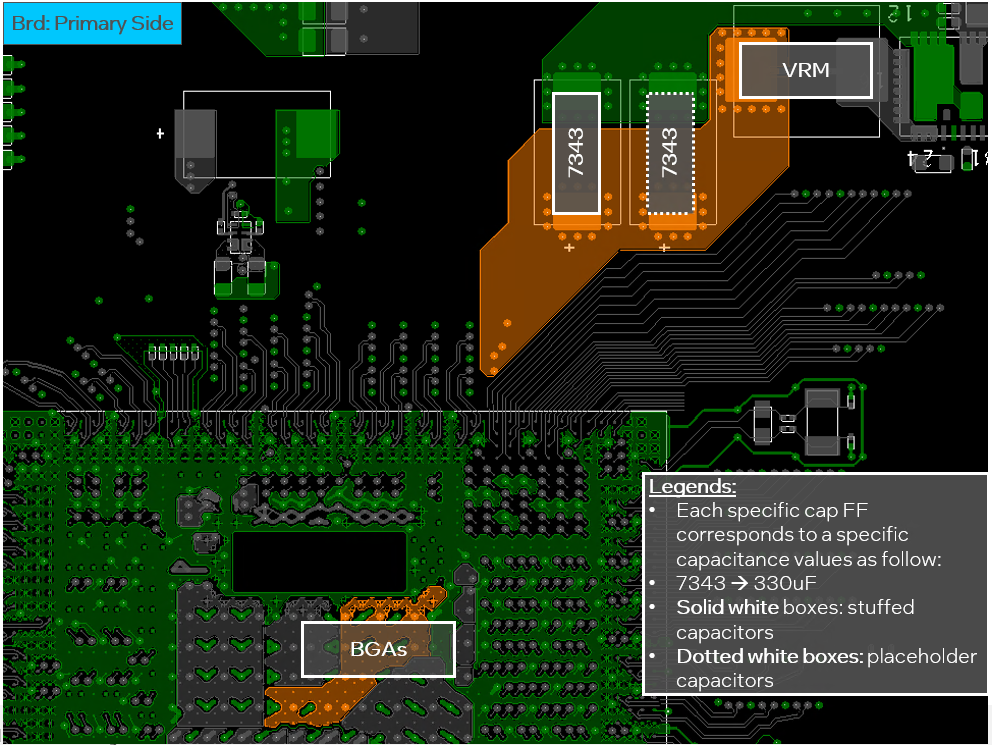 Brd: Primary Side
VRM
7343
7343
+
+
+
Legends:
• Each specific cap FF
corresponds to a specific
capacitance values as follow:
• 7343 → 330uF
• Solid white boxes: stuffed
capacitors
• Dotted white boxes: placeholder
capacitors
BGAs